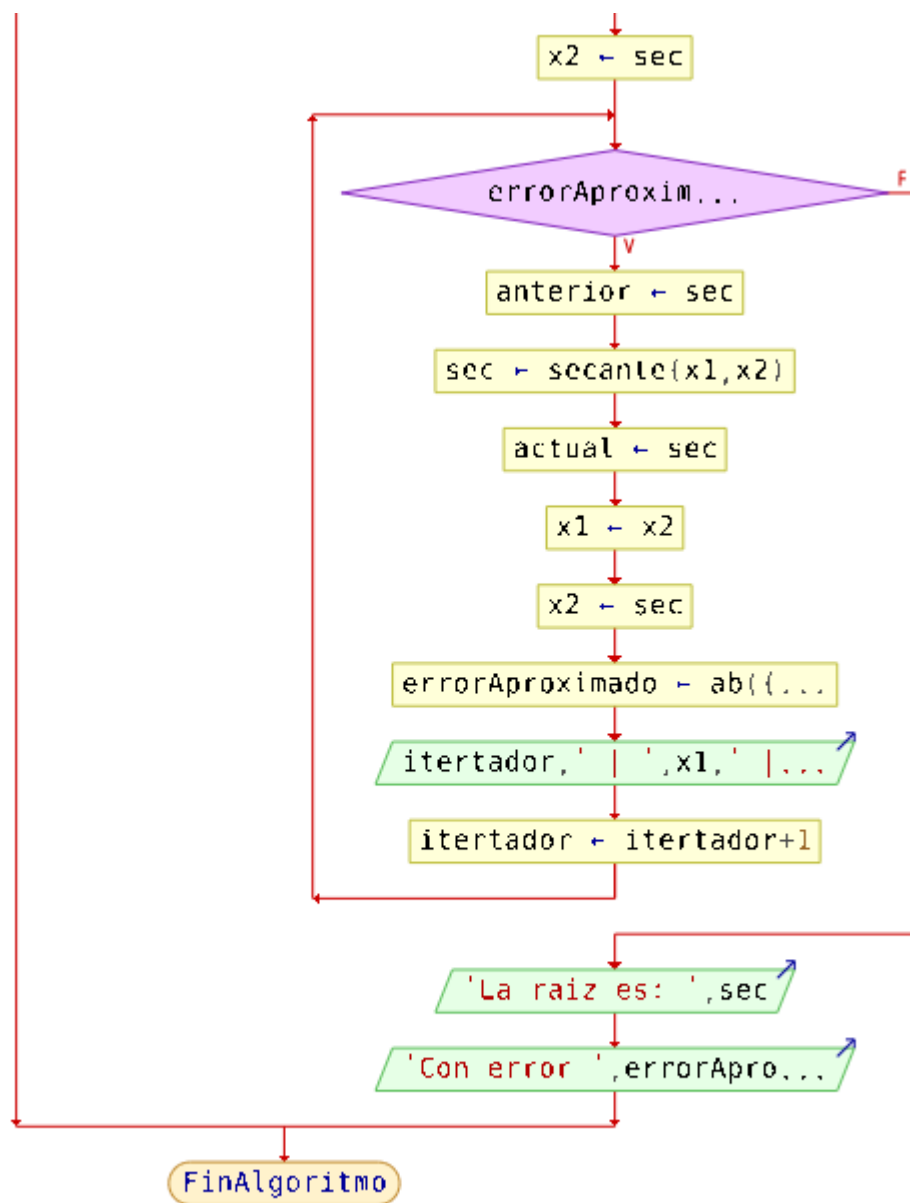 x2 ← sec
errorAproxim...
F
V
anterior ← sec
sec ← secante(x1,x2)
actual ← sec
x1 ← x2
x2 ← sec
errorAproximado ← ab((...
itertador,' | ',x1,' |...
itertador ← itertador+1
'La raiz es: ',sec
'Con error ',errorApro...
FinAlgoritmo